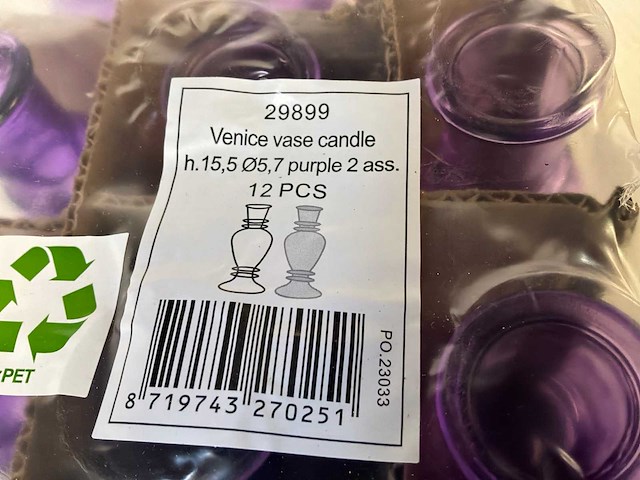 29899
Venice vase candle
h.15,5 Ø5,7 purple 2 ass.
12 PCS
8 719743 270251
PO.23033
PET